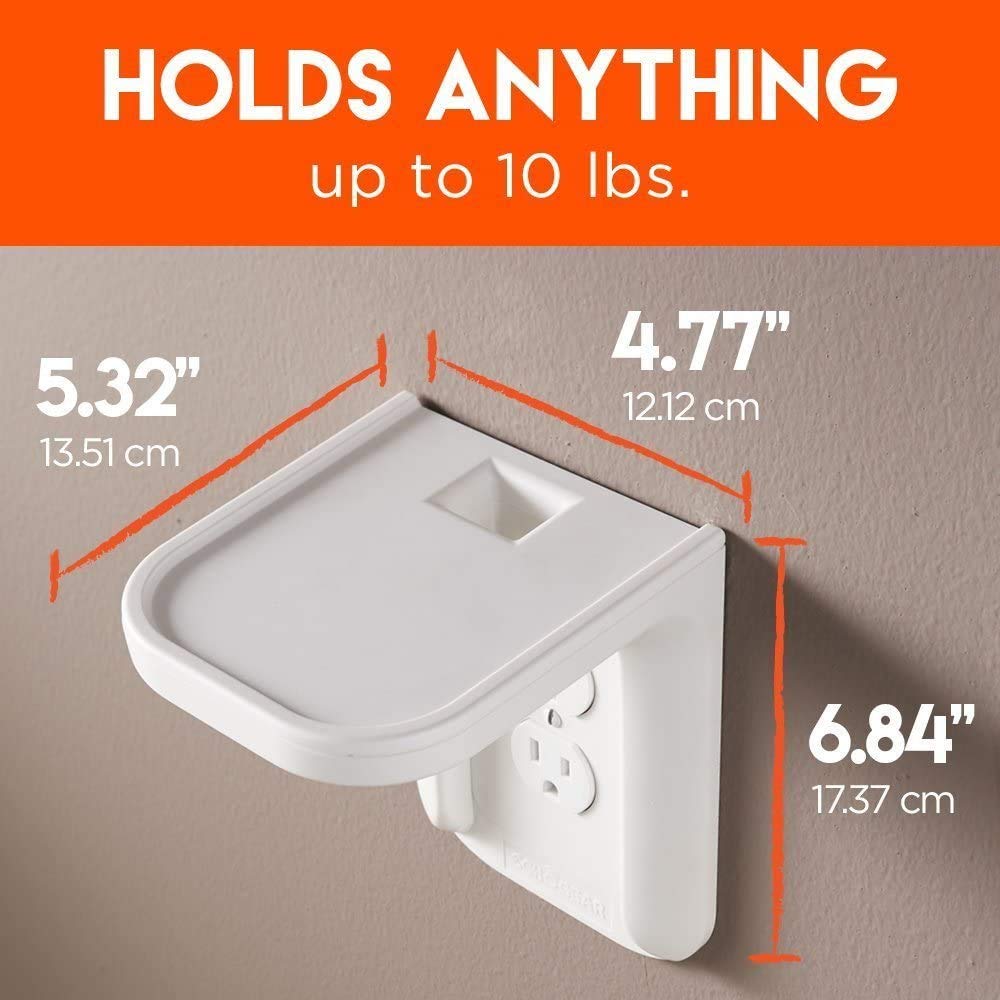 HOLDS ANYTHING
up to 10 lbs.
5.32”
13.51 cm
4.77”
12.12 cm
6.84”
17.37 cm